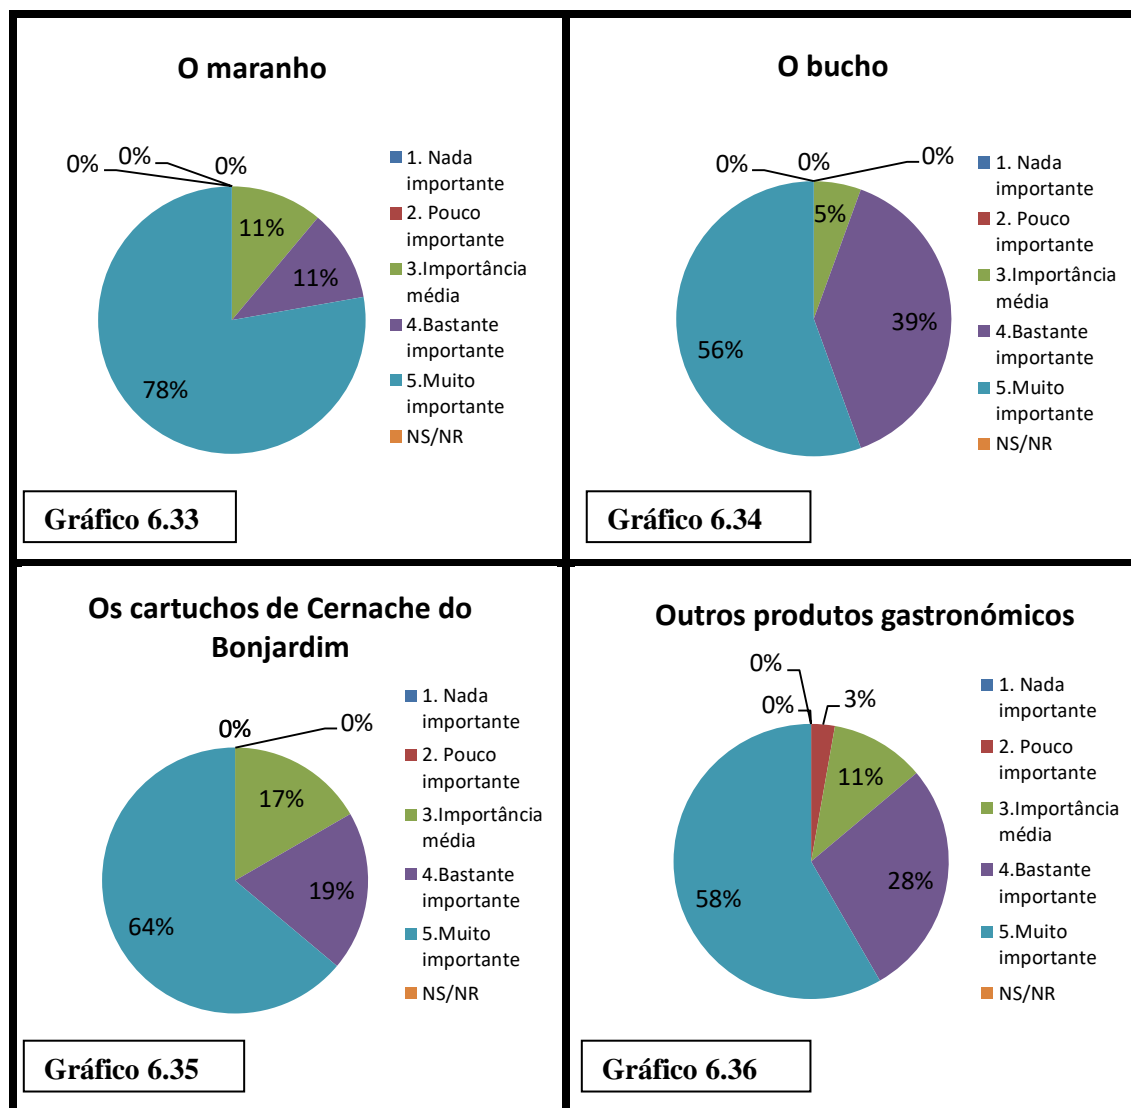 O maranho
0%
0%
0%
11%
11%
78%
1. Nada
importante
2. Pouco
importante
3.Importância
média
4.Bastante
importante
5.Muito
importante
NS/NR
Gráfico 6.33
O bucho
0%
0%
0%
5%
39%
56%
1. Nada
importante
2. Pouco
importante
3.Importância
média
4.Bastante
importante
5.Muito
importante
NS/NR
Gráfico 6.34
Os cartuchos de Cernache do
Bonjardim
0%
0%
17%
19%
64%
1. Nada
importante
2. Pouco
importante
3.Importância
média
4.Bastante
importante
5.Muito
importante
NS/NR
Gráfico 6.35
Outros produtos gastronómicos
0%
0%
3%
11%
28%
58%
1. Nada
importante
2. Pouco
importante
3.Importância
média
4.Bastante
importante
5.Muito
importante
NS/NR
Gráfico 6.36